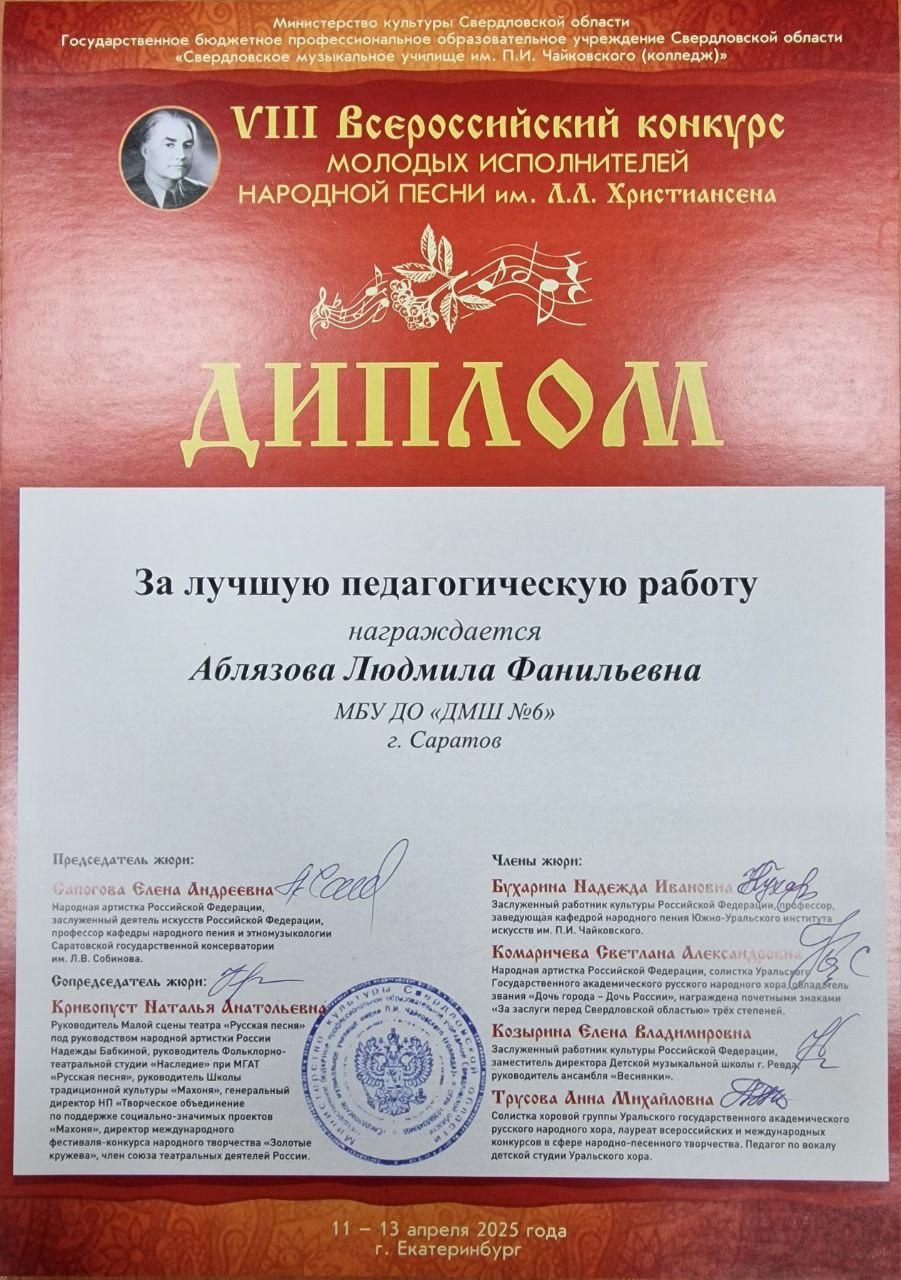 Министерство культуры Свердловской области
Государственное бюджетное профессиональное образовательное учреждение Свердловской области
«Свердловское музыкальное училище им. П.И. Чайковского (колледж)»
VIII Всероссийский конкурс
МОЛОДЫХ ИСПОЛНИТЕЛЕЙ
НАРОДНОЙ ПЕСНИ им. Л.Л. Христиансена
ДИПЛОМ
За лучшую педагогическую работу
награждается
Аблязова Людмила Фанильевна
МБУ ДО «ДМШ №6»
г. Саратов
Председатель жюри:
Сапогова Елена Андреевна
Народная артистка Российской Федерации,
заслуженный деятель искусств Российской Федерации,
профессор кафедры народного пения и этномузыкологии
Саратовской государственной консерватории
им. Л.В. Собинова.
Сопредседатель жюри:
Кривопуст Наталья Анатольевна
Руководитель Малой сцены театра «Русская песня»
под руководством народной артистки России
Надежды Бабкиной, руководитель Фольклорно-
театральной студии «Наследие» при МГАТ
«Русская песня», руководитель Школы
традиционной культуры «Махоня», генеральный
директор НП «Творческое объединение
по поддержке социально-значимых проектов
«Махоня», директор международного
фестиваля-конкурса народного творчества «Золотые
кружева», член союза театральных деятелей России.
Члены жюри:
Бухарина Надежда Ивановна
Заслуженный работник культуры Российской Федерации, профессор,
заведующая кафедрой народного пения Южно-Уральского института
искусств им. П.И. Чайковского.
Комаричева Светлана Александровна
Народная артистка Российской Федерации, солистка Уральского
Государственного академического русского народного хора, обладатель
звания «Дочь города – Дочь России», награждена почетными знаками
«За заслуги перед Свердловской областью» трёх степеней.
Козырина Елена Владимировна
Заслуженный работник культуры Российской Федерации,
заместитель директора Детской музыкальной школы г. Ревда,
руководитель ансамбля «Веснянки».
Трусова Анна Михайловна
Солистка хоровой группы Уральского государственного академического
русского народного хора, лауреат всероссийских и международных
конкурсов в сфере народно-песенного творчества. Педагог по вокалу
детской студии Уральского хора.
11 – 13 апреля 2025 года
г. Екатеринбург